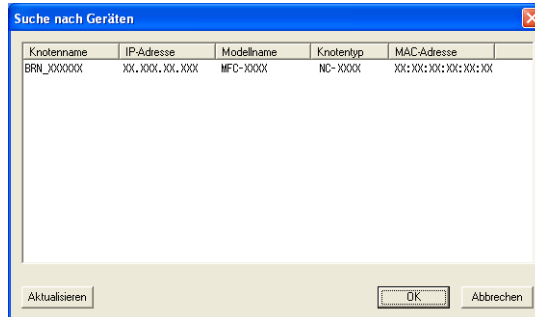 Suche nach Geräten
Knotenname IP-Adresse Modellname Knotentyp MAC-Adresse
BRN_XXXXXX XX.XXX.XX.XXX MFC-XXXX NC-XXXX XX:XX:XX:XX:XX:XX
Aktualisieren OK Abbrechen